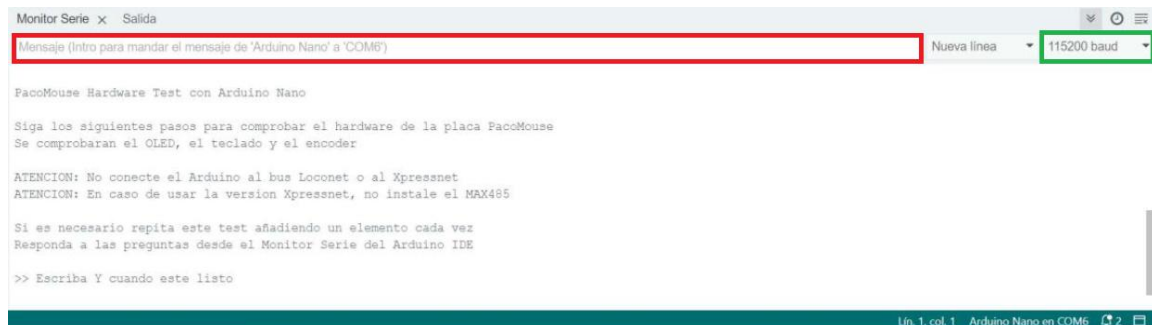 Monitor Serie × Salida
Mensaje (Intro para mandar el mensaje de 'Arduino Nano' a 'COM6')
Nueva línea
115200 baud
PacoMouse Hardware Test con Arduino Nano
Siga los siguientes pasos para comprobar el hardware de la placa PacoMouse
Se comprobaran el OLED, el teclado y el encoder
ATENCION: No conecte el Arduino al bus Loconet o al Xpressnet
ATENCION: En caso de usar la version Xpressnet, no instale el MAX485
Si es necesario repita este test añadiendo un elemento cada vez
Responda a las preguntas desde el Monitor Serie del Arduino IDE
>> Escriba Y cuando este listo
Lín. 1, col. 1 Arduino Nano en COM6 2